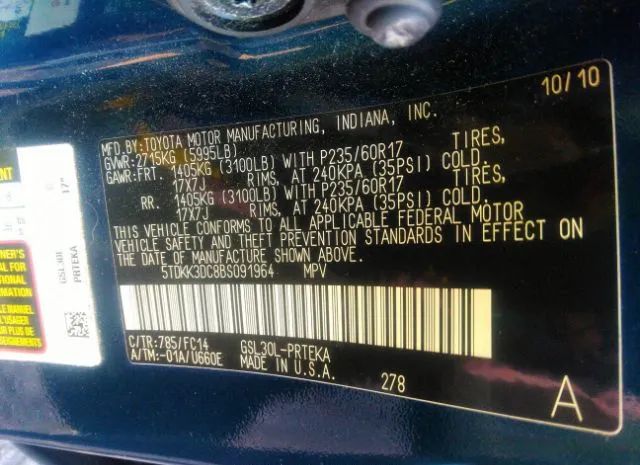 10/10
MFD.BY:TOYOTA MOTOR MANUFACTURING, INDIANA, INC.
GVWR:2715KG (5995LB)
GAWR:FRT. 1405KG (3100LB) WITH P235/60R17 TIRES,
17X7J RIMS, AT 240KPA (35PSI) COLD.
RR. 1405KG (3100LB) WITH P235/60R17 TIRES,
17X7J RIMS, AT 240KPA (35PSI) COLD.
THIS VEHICLE CONFORMS TO ALL APPLICABLE FEDERAL MOTOR
VEHICLE SAFETY AND THEFT PREVENTION STANDARDS IN EFFECT ON
THE DATE OF MANUFACTURE SHOWN ABOVE.
5TDKK3DC8BS091964 MPV
C/TR:785/FC14 GSL30L-PRTEKA
A/TM:-01A/U660E MADE IN U.S.A.
278
A
17"
GSL30L
PRTEKA